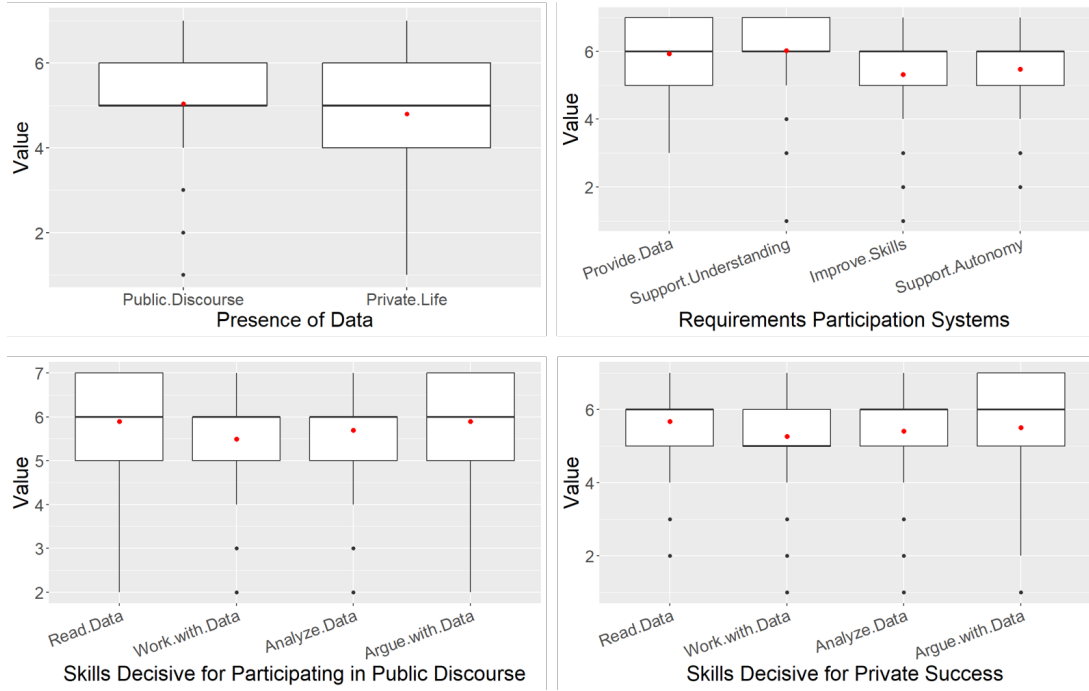 Value
6
4
2
Public.Discourse
Private.Life
Presence of Data
Value
6
4
2
Provide.Data
Support.Understanding
Improve.Skills
Support.Autonomy
Requirements Participation Systems
Value
7
6
5
4
3
2
Read.Data
Work.with.Data
Analyze.Data
Argue.with.Data
Skills Decisive for Participating in Public Discourse
Value
6
4
2
Read.Data
Work.with.Data
Analyze.Data
Argue.with.Data
Skills Decisive for Private Success